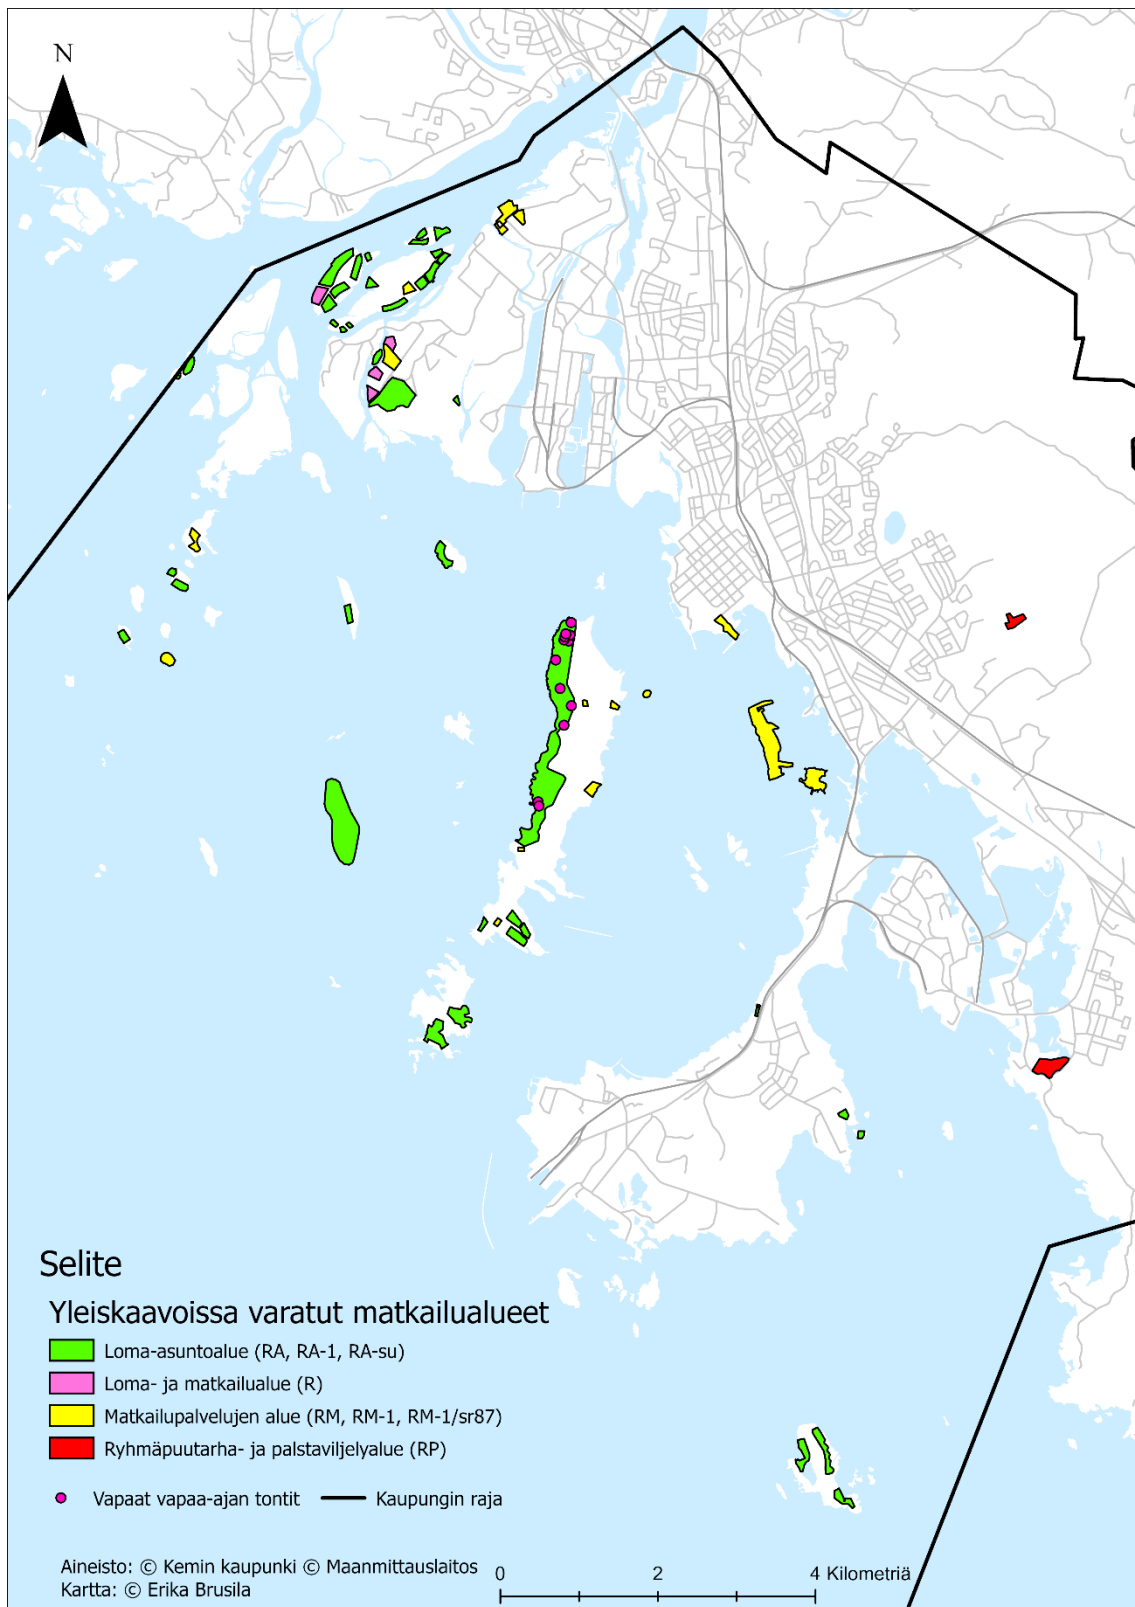 N
Selite
Yleiskaavoissa varatut matkailualueet
Loma-asuntoalue (RA, RA-1, RA-su)
Loma- ja matkailualue (R)
Matkailupalvelujen alue (RM, RM-1, RM-1/sr87)
Ryhmäpuutarha- ja palstaviljelyalue (RP)
Vapaat vapaa-ajan tontit Kaupungin raja
Aineisto: © Kemin kaupunki © Maanmittauslaitos
Kartta: © Erika Brusila
0 2 4 Kilometriä